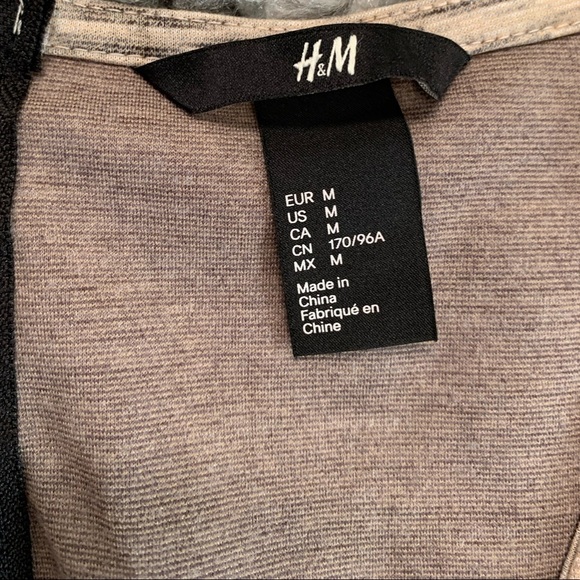 H&M
EUR M
US M
CA M
CN 170/96A
MX M
Made in
China
Fabriqué en
Chine